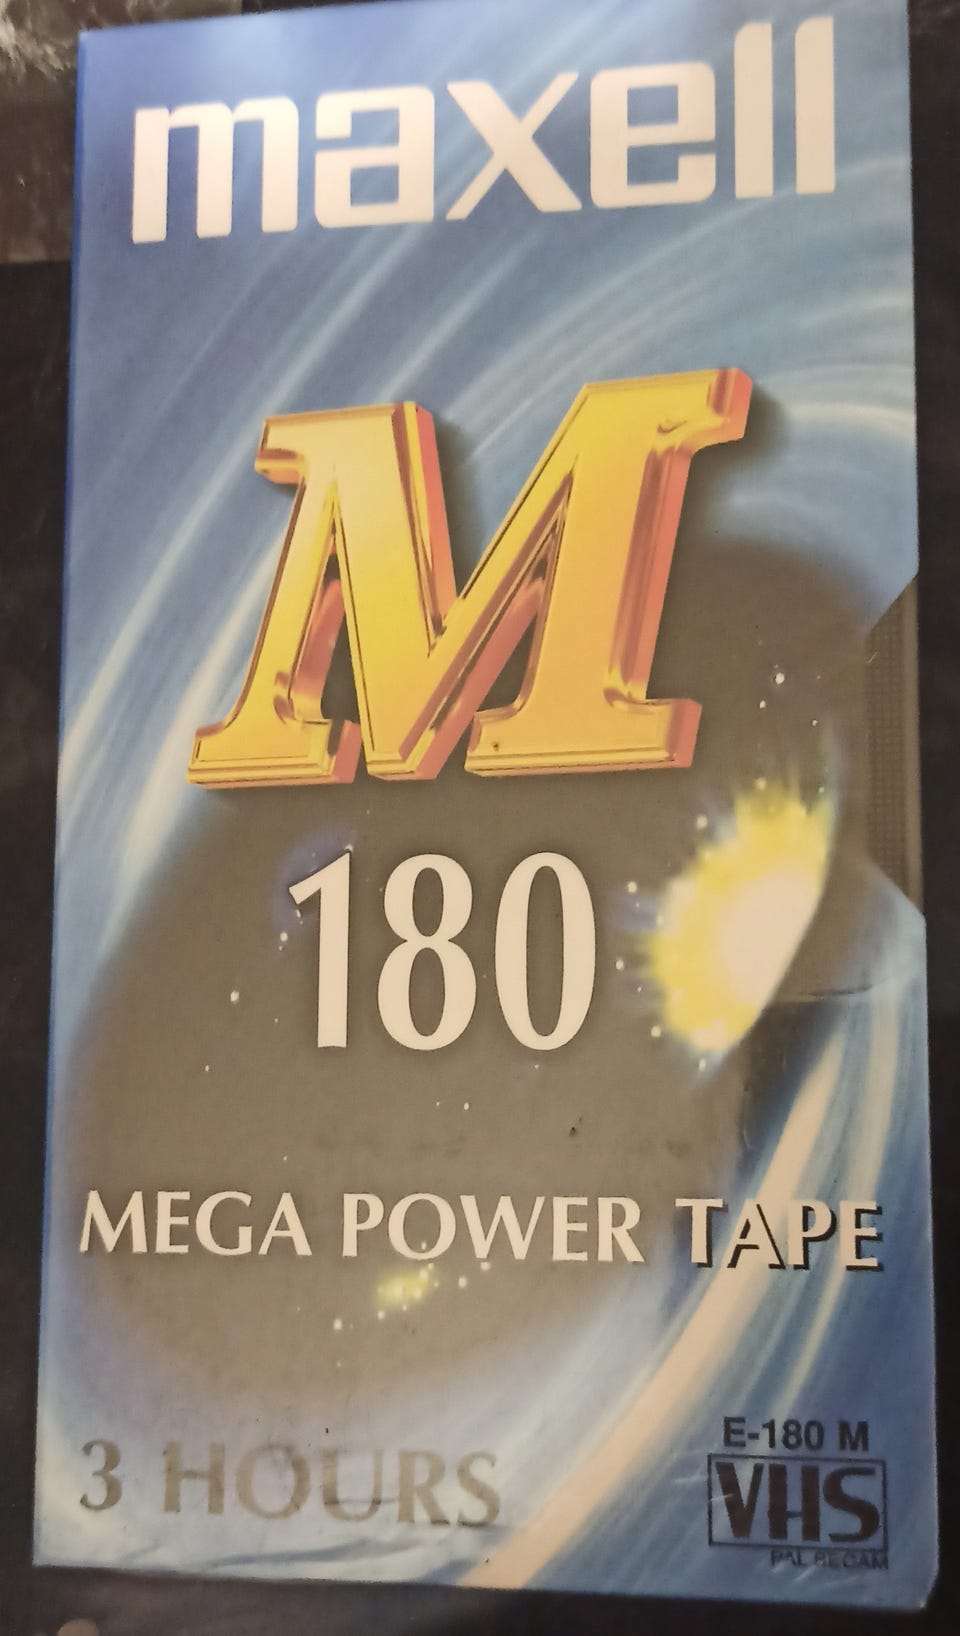 maxell
M
180
MEGA POWER TAPE
3 HOURS
E-180 M
VHS
PAL SECAM